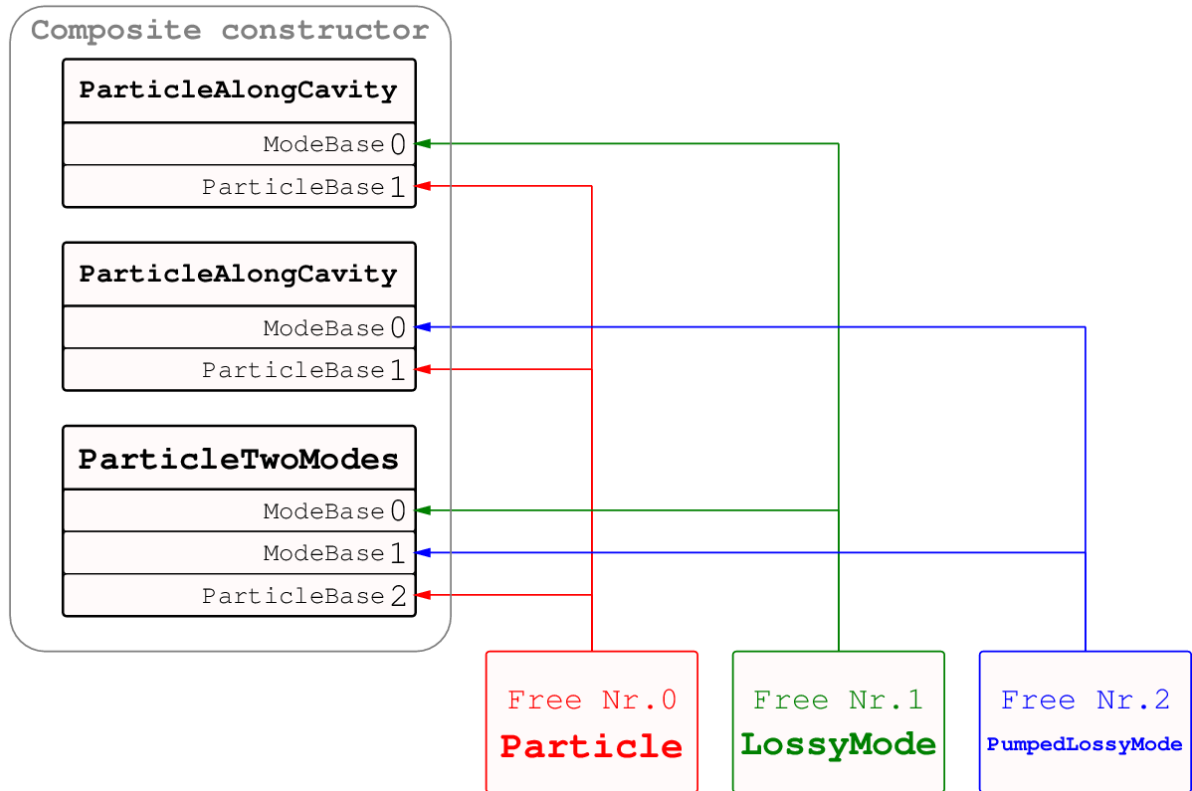 Composite constructor
ParticleAlongCavity
ModeBase 0
ParticleBase 1
ParticleAlongCavity
ModeBase 0
ParticleBase 1
ParticleTwoModes
ModeBase 0
ModeBase 1
ParticleBase 2
Free Nr.0
Particle
Free Nr.1
LossyMode
Free Nr.2
PumpedLossyMode